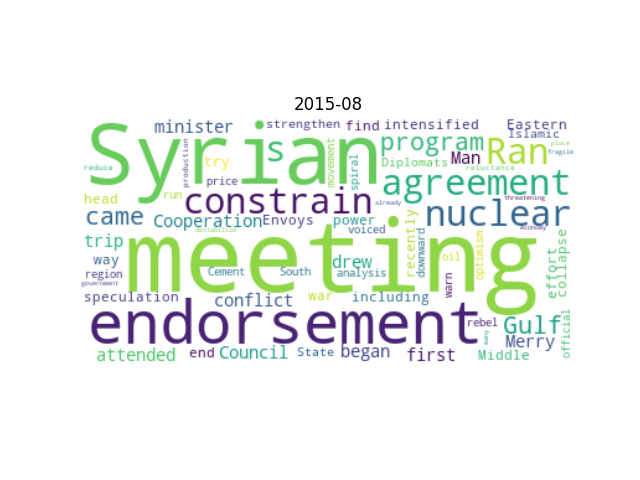 2015-08
minister strengthen find intensified Eastern
Islamic
Syrian is program Man Ran place
fragile
reduce production try price movement spiral Diplomats reluctance
head run constrain already agreement threatening
came Cooperation Envoys power voiced nuclear
destabilize economy
trip meeting drew recently downward oil optimism effort collapse
way region Cement South analysis warn
government
speculation conflict war including
endorsement rebel Gulf
many Merry official
attended end Council State began first Middle